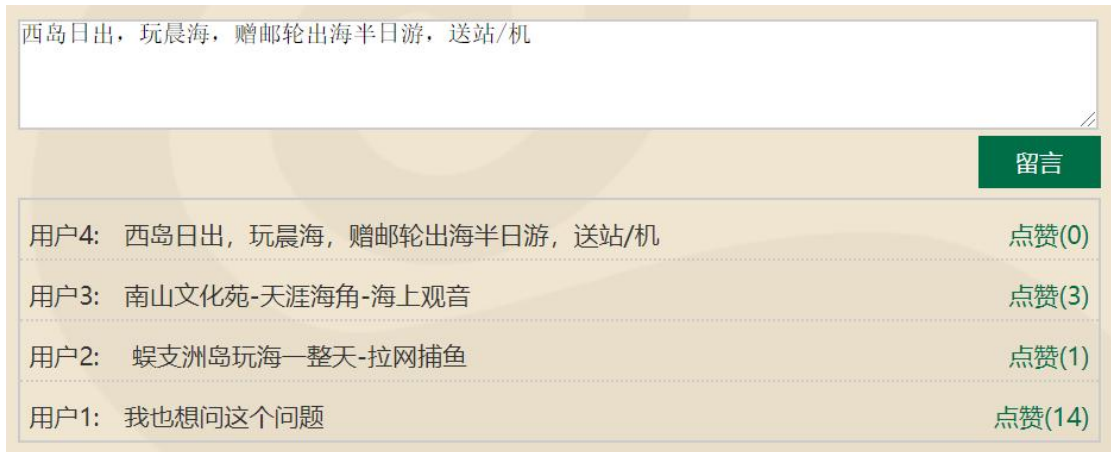 西岛日出，玩晨海，赠邮轮出海半日游，送站/机
留言
用户4: 西岛日出，玩晨海，赠邮轮出海半日游，送站/机 点赞(0)
用户3: 南山文化苑-天涯海角-海上观音 点赞(3)
用户2: 蜈支洲岛玩海一整天-拉网捕鱼 点赞(1)
用户1: 我也想问这个问题 点赞(14)